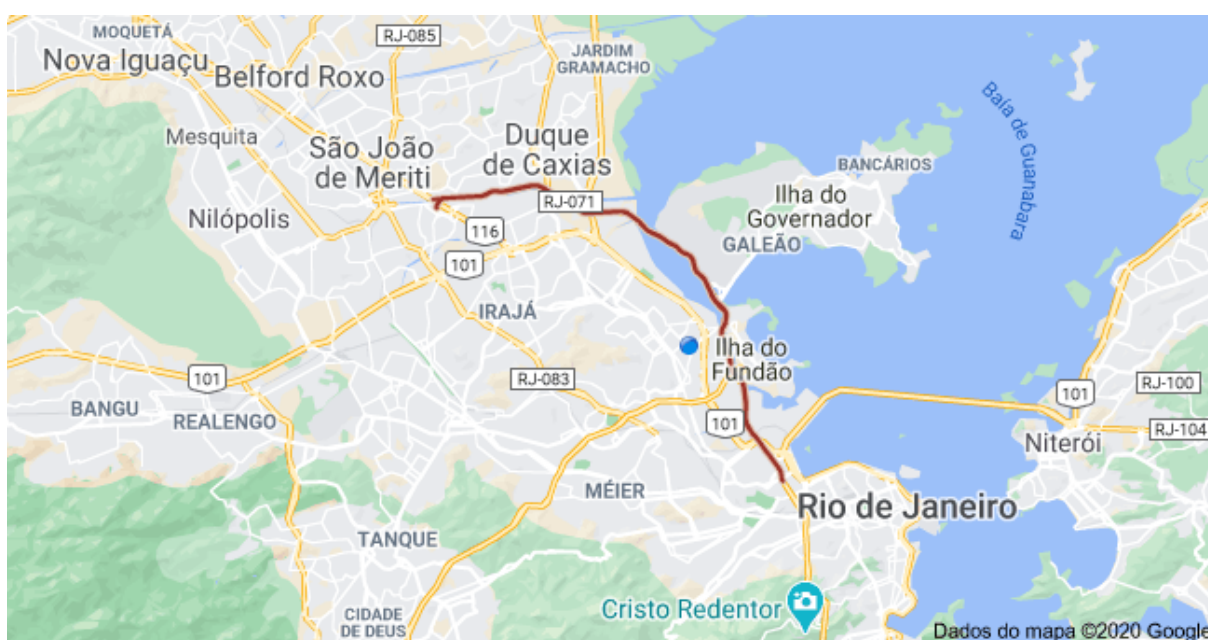 MOQUETÁ
RJ-085
JARDIM
GRAMACHO
Nova Iguaçu
Belford Roxo
Baía de Guanabara
Mesquita
São João
de Meriti
Duque
de Caxias
BANCÁRIOS
RJ-071
Ilha do
Governador
Nilópolis
116
GALEÃO
101
IRAJÁ
Ilha do
Fundão
101
RJ-083
101
RJ-100
BANGU
REALENGO
101
RJ-104
Niterói
MÉIER
Rio de Janeiro
TANQUE
Cristo Redentor
CIDADE
DE DEUS
Dados do mapa ©2020 Google